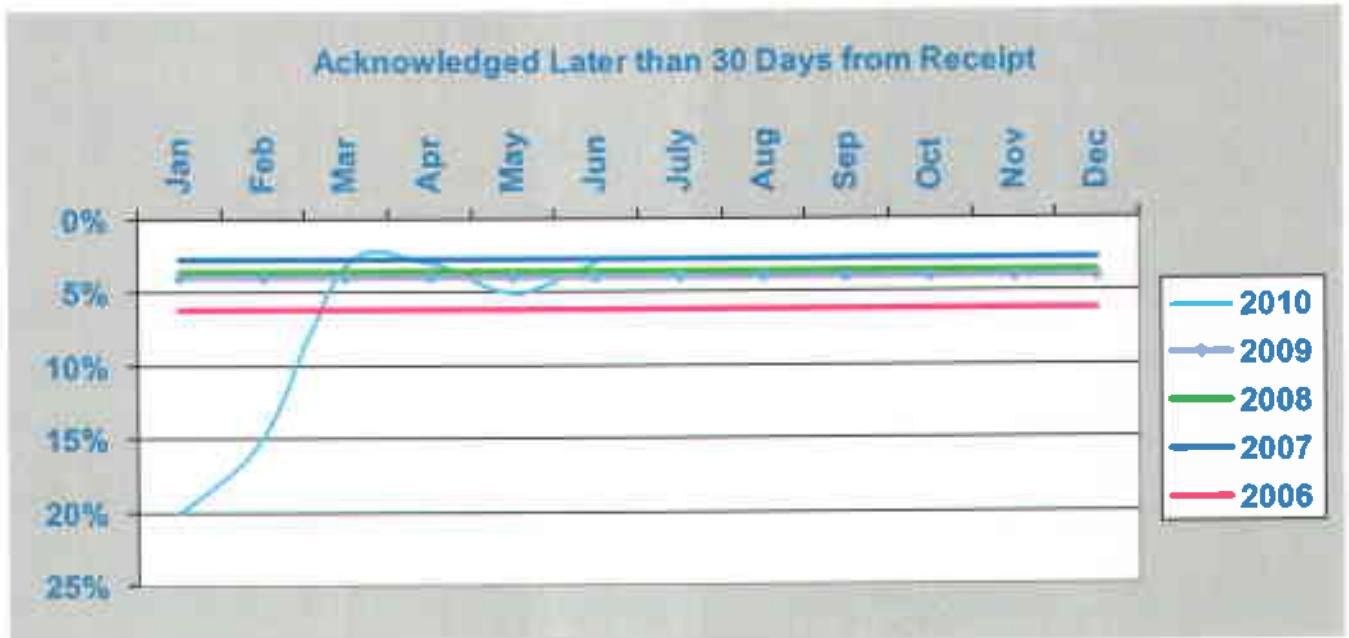 Acknowledged Later than 30 Days from Receipt
Jan
Feb
Mar
Apr
May
Jun
July
Aug
Sep
Oct
Nov
Dec
0%
5%
10%
15%
20%
25%
2010
2009
2008
2007
2006